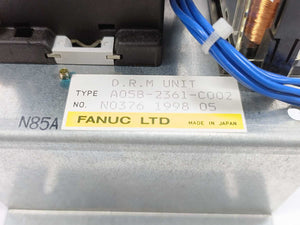 D.R.M UNIT
TYPE A05B-2361-C002
NO. N0376 1998.05
FANUC LTD MADE IN JAPAN
N85A